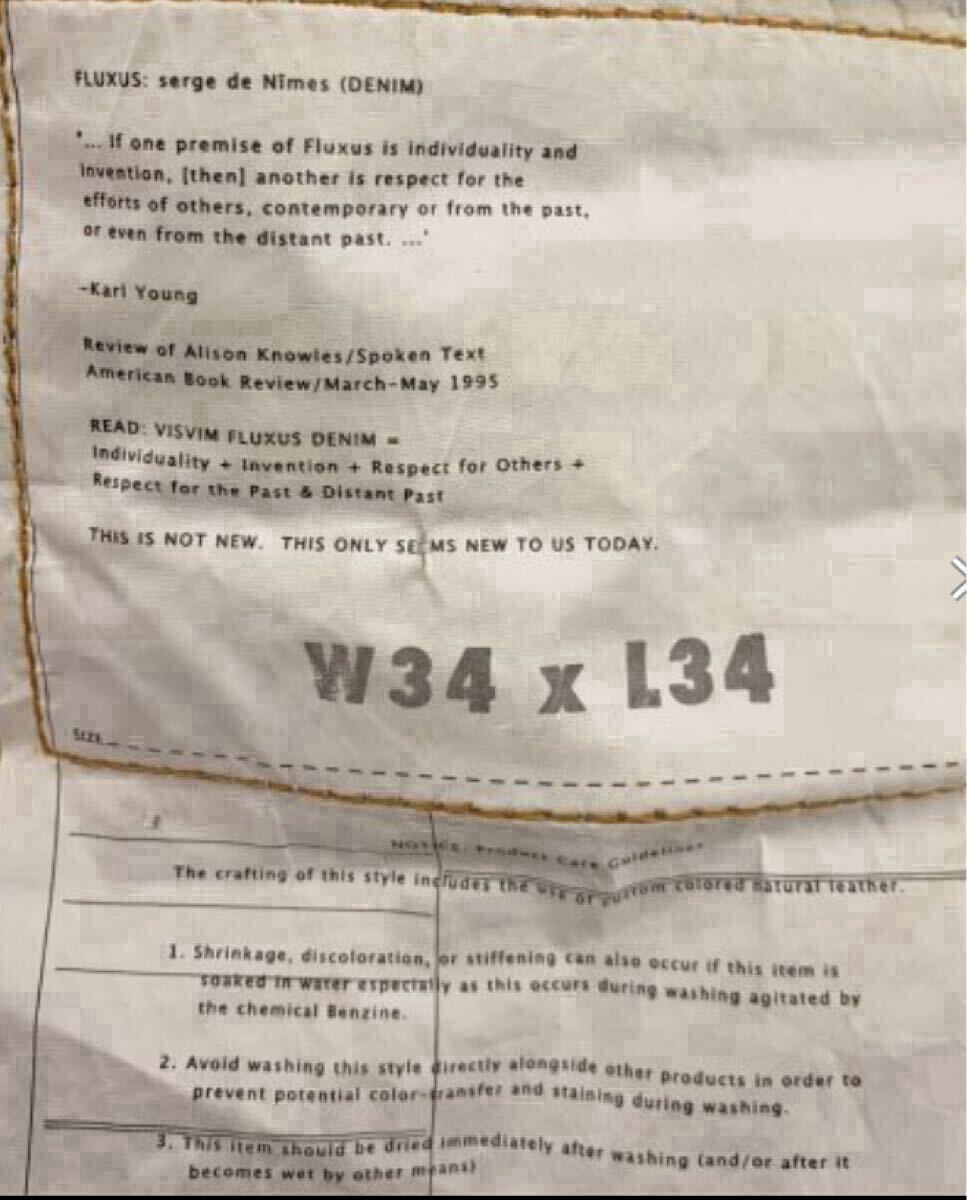 FLUXUS: serge de Nîmes (DENIM)
"... If one premise of Fluxus is individuality and
invention, [then] another is respect for the
efforts of others, contemporary or from the past,
or even from the distant past. ..."
-Karl Young
Review of Alison Knowles/Spoken Text
American Book Review/March-May 1995
READ: VISVIM FLUXUS DENIM =
Individuality + Invention + Respect for Others +
Respect for the Past & Distant Past
THIS IS NOT NEW. THIS ONLY SEEMS NEW TO US TODAY.
W34 x L34
SIZE
NOTICE: Product Care Guidelines
The crafting of this style includes the use of custom colored natural leather.
1. Shrinkage, discoloration, or stiffening can also occur if this item is
soaked in water especially as this occurs during washing agitated by
the chemical Benzine.
2. Avoid washing this style directly alongside other products in order to
prevent potential color-transfer and staining during washing.
3. This item should be dried immediately after washing (and/or after it
becomes wet by other means)